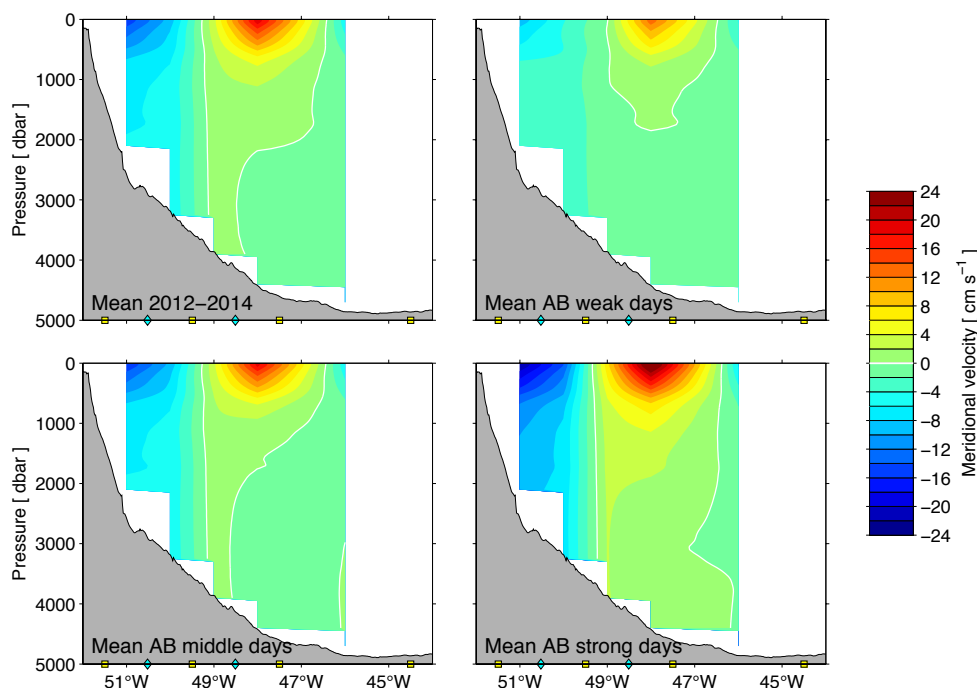 0
1000
2000
3000
4000
5000
Pressure [ dbar ]
Mean 2012−2014
Mean AB weak days
0
1000
2000
3000
4000
5000
Pressure [ dbar ]
Mean AB middle days
Mean AB strong days
51°W
49°W
47°W
45°W
51°W
49°W
47°W
45°W
24
20
16
12
8
4
0
−4
−8
−12
−16
−20
−24
Meridional velocity [ cm s⁻¹ ]